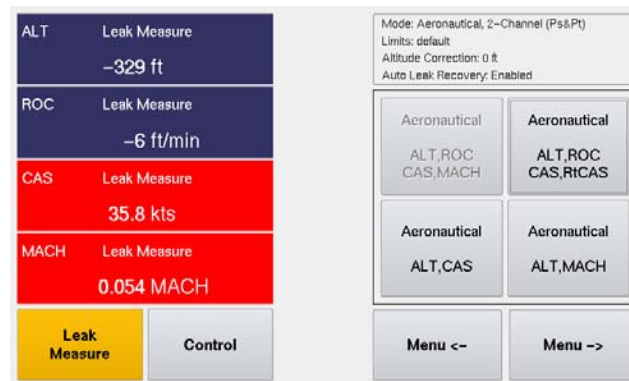 ALT Leak Measure
−329 ft
ROC Leak Measure
−6 ft/min
CAS Leak Measure
35.8 kts
MACH Leak Measure
0.054 MACH
Leak
Measure
Control
Mode: Aeronautical, 2−Channel (Ps&Pt)
Limits: default
Altitude Correction: 0 ft
Auto Leak Recovery: Enabled
Aeronautical
ALT,ROC
CAS,MACH
Aeronautical
ALT,ROC
CAS,RtCAS
Aeronautical
ALT,CAS
Aeronautical
ALT,MACH
Menu <−
Menu −>